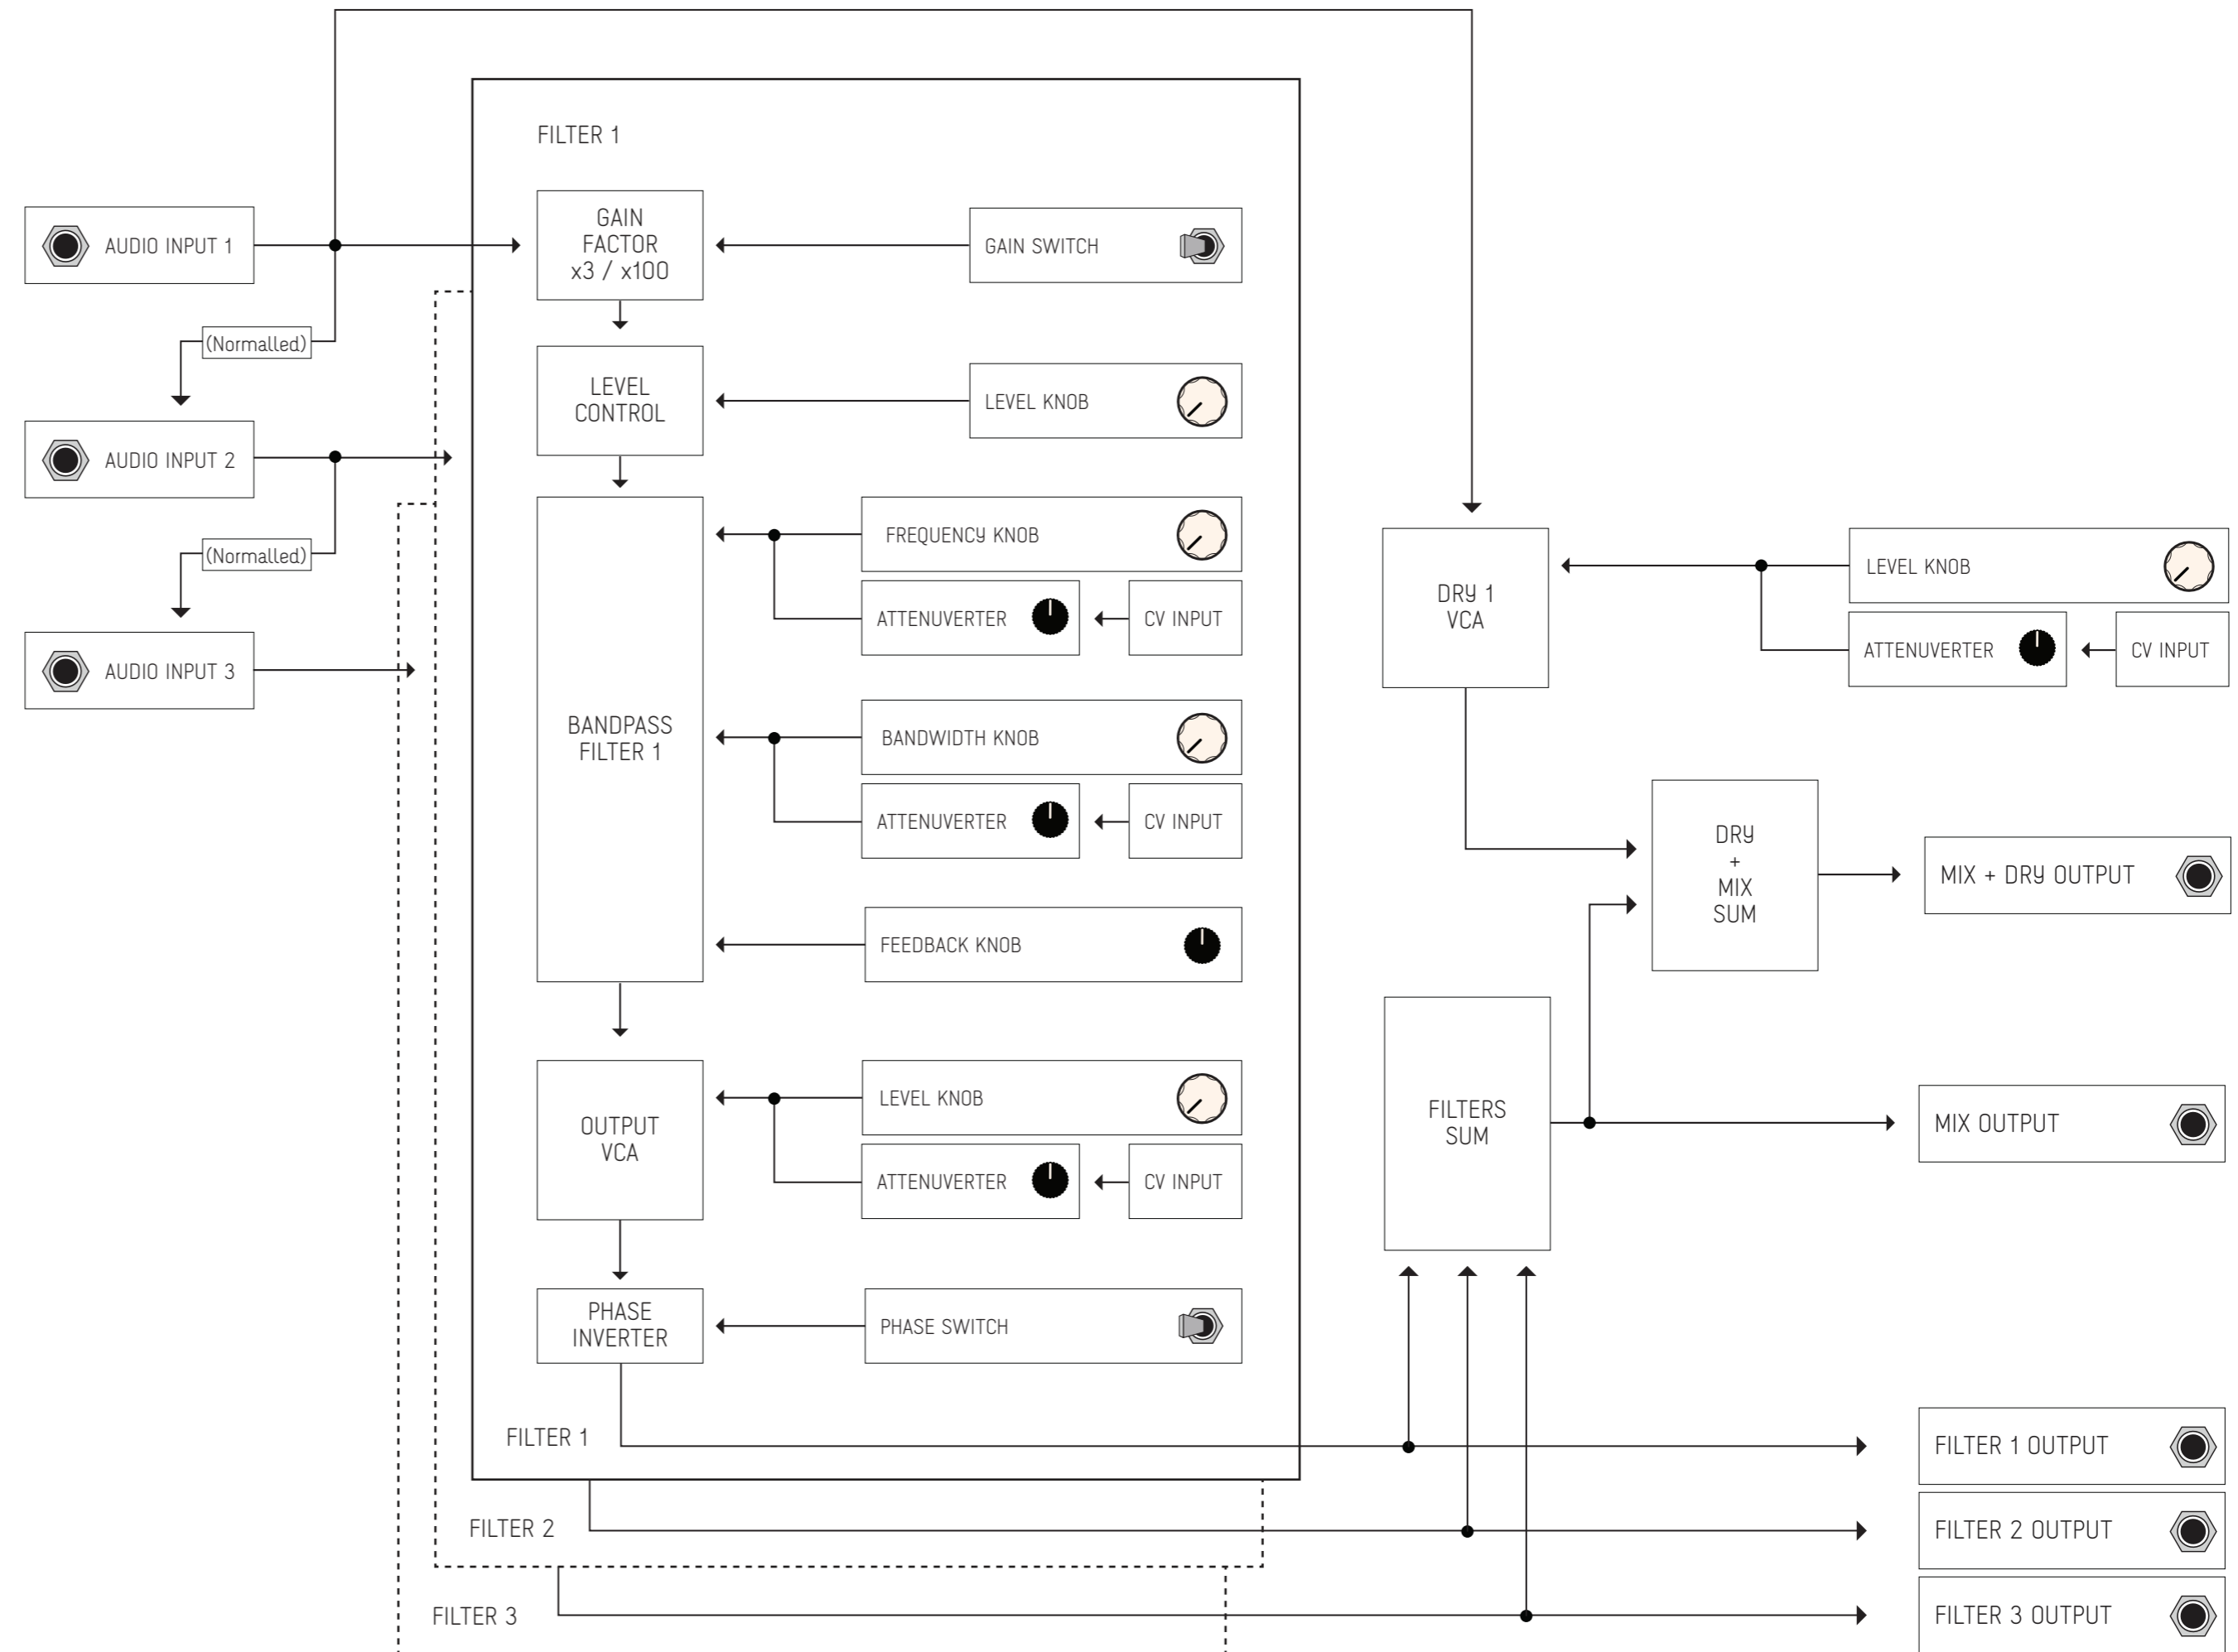 FILTER 1
AUDIO INPUT 1
GAIN
FACTOR
x3 / x100
GAIN SWITCH
(Normalled)
LEVEL
CONTROL
LEVEL KNOB
AUDIO INPUT 2
(Normalled)
AUDIO INPUT 3
BANDPASS
FILTER 1
FREQUENCY KNOB
ATTENUVERTER
CV INPUT
BANDWIDTH KNOB
ATTENUVERTER
CV INPUT
FEEDBACK KNOB
OUTPUT
VCA
LEVEL KNOB
ATTENUVERTER
CV INPUT
PHASE
INVERTER
PHASE SWITCH
FILTER 1
FILTER 2
FILTER 3
DRY 1
VCA
LEVEL KNOB
ATTENUVERTER
CV INPUT
DRY
+
MIX
SUM
MIX + DRY OUTPUT
FILTERS
SUM
MIX OUTPUT
FILTER 1 OUTPUT
FILTER 2 OUTPUT
FILTER 3 OUTPUT